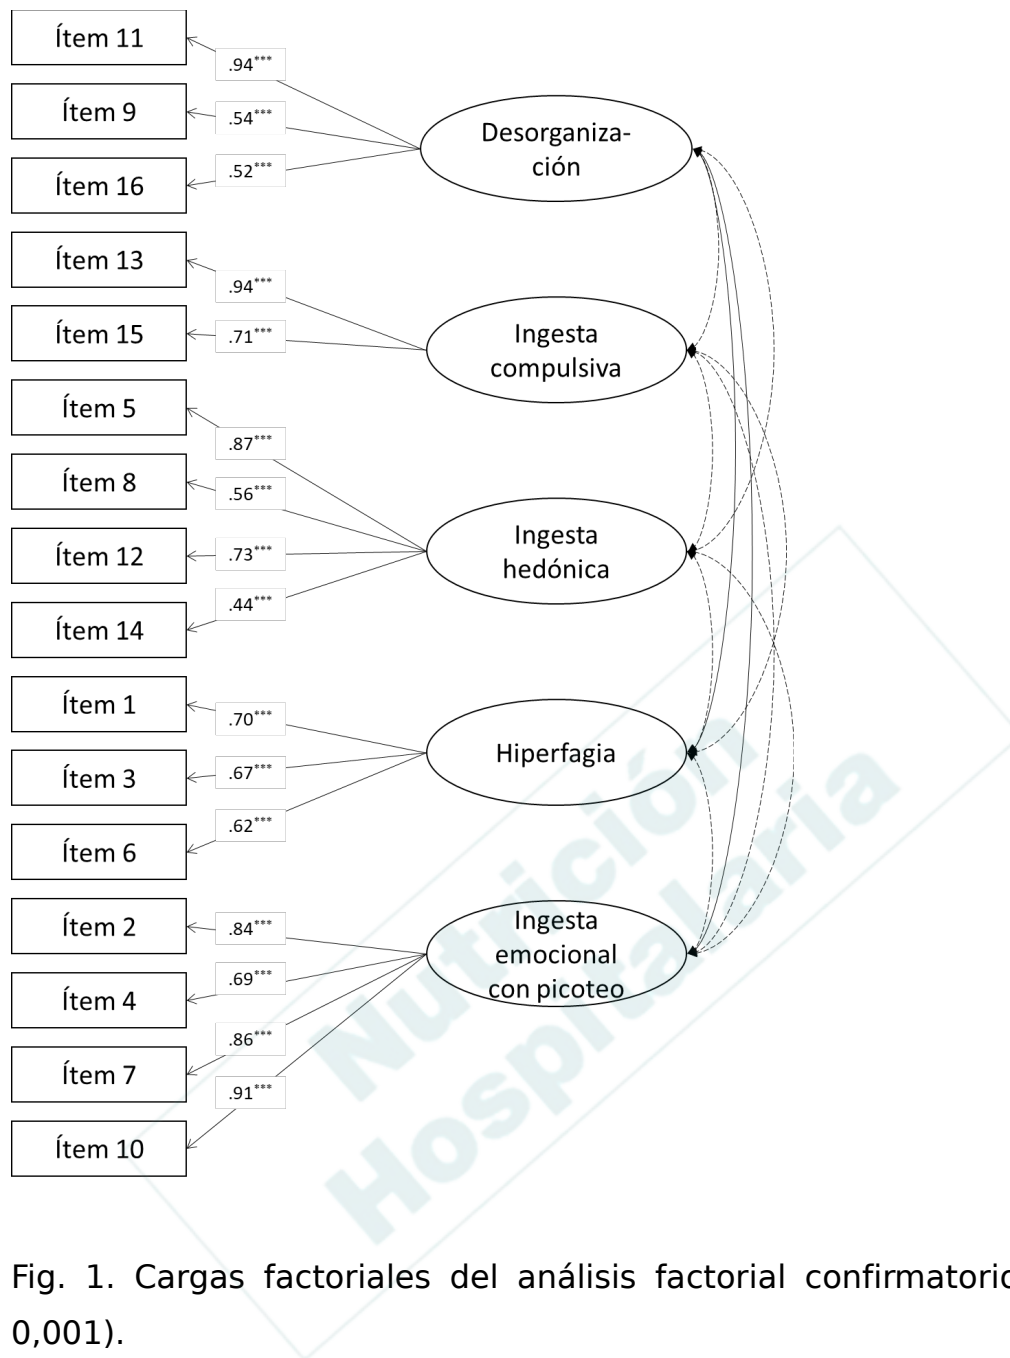 Ítem 11
.94***
Ítem 9
.54***
Ítem 16
.52***
Desorganiza-
ción
Ítem 13
.94***
Ítem 15
.71***
Ingesta
compulsiva
Ítem 5
.87***
Ítem 8
.56***
Ítem 12
.73***
Ítem 14
.44***
Ingesta
hedónica
Ítem 1
.70***
Ítem 3
.67***
Ítem 6
.62***
Hiperfagia
Ítem 2
.84***
Ítem 4
.69***
Ítem 7
.86***
Ítem 10
.91***
Ingesta
emocional
con picoteo
Nutrición
Hospitalaria
Fig. 1. Cargas factoriales del análisis factorial confirmatorio
0,001).